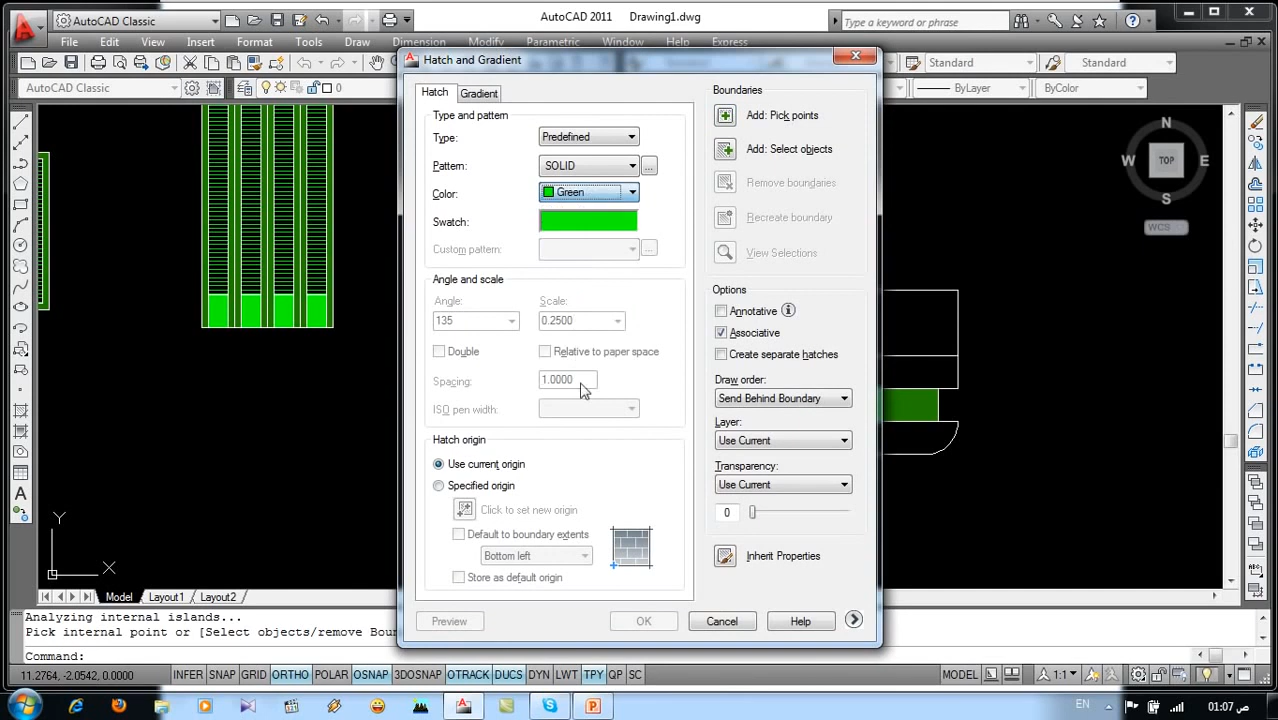 AutoCAD Classic
AutoCAD 2011 Drawing1.dwg
Type a keyword or phrase
File Edit View Insert Format Tools Draw Dimension Modify Parametric Window Help Express
Standard Standard
AutoCAD Classic 0 ByLayer ByColor
Hatch and Gradient
Hatch Gradient
Type and pattern
Type: Predefined
Pattern: SOLID ...
Color: Green
Swatch:
Custom pattern: ...
Angle and scale
Angle: Scale:
135 0.2500
Double Relative to paper space
Spacing: 1.0000
ISO pen width:
Hatch origin
Use current origin
Specified origin
Click to set new origin
Default to boundary extents
Bottom left
Store as default origin
Boundaries
Add: Pick points
Add: Select objects
Remove boundaries
Recreate boundary
View Selections
Options
Annotative
Associative
Create separate hatches
Draw order:
Send Behind Boundary
Layer:
Use Current
Transparency:
Use Current
0
Inherit Properties
Preview OK Cancel Help
N
W TOP E
S
WCS
Y
X
Model Layout1 Layout2
Analyzing internal islands...
Pick internal point or [Select objects/remove Bou
Command:
11.2764, -2.0542, 0.0000 INFER SNAP GRID ORTHO POLAR OSNAP 3DOSNAP OTRACK DUCS DYN LWT TPY QP SC MODEL 1:1
EN 01:07 ص